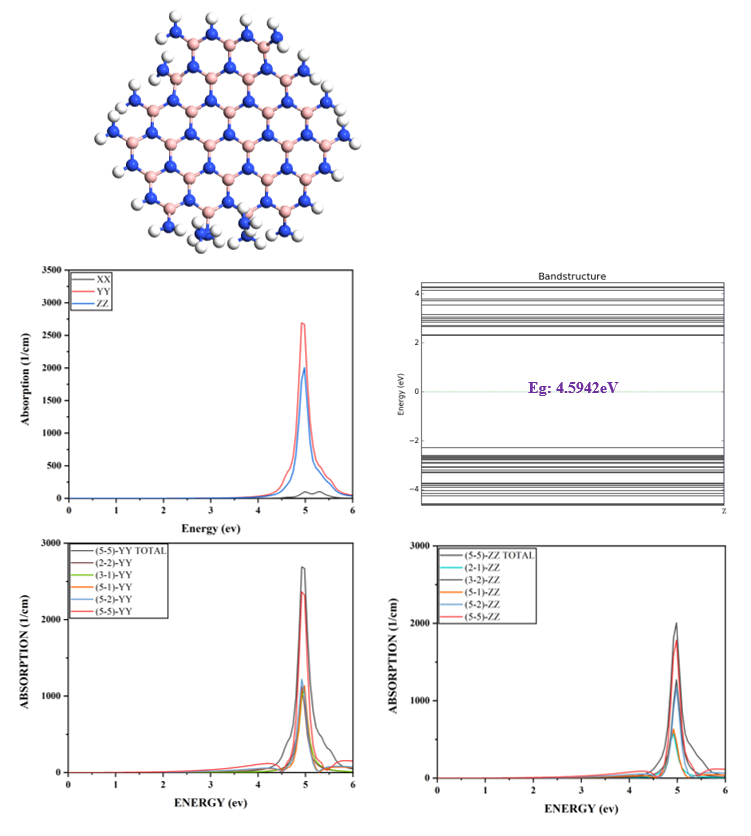 3500
3000
2500
2000
1500
1000
500
0
Absorption (1/cm)
XX
YY
ZZ
0 1 2 3 4 5 6
Energy (ev)
Bandstructure
4
2
0
−2
−4
Energy (eV)
Eg: 4.5942eV
Z
3000
2000
1000
0
ABSORPTION (1/cm)
(5-5)-YY TOTAL
(2-2)-YY
(3-1)-YY
(5-1)-YY
(5-2)-YY
(5-5)-YY
0 1 2 3 4 5 6
ENERGY (ev)
3000
2000
1000
0
ABSORPTION (1/cm)
(5-5)-ZZ TOTAL
(2-1)-ZZ
(3-2)-ZZ
(5-1)-ZZ
(5-2)-ZZ
(5-5)-ZZ
0 1 2 3 4 5 6
ENERGY (ev)